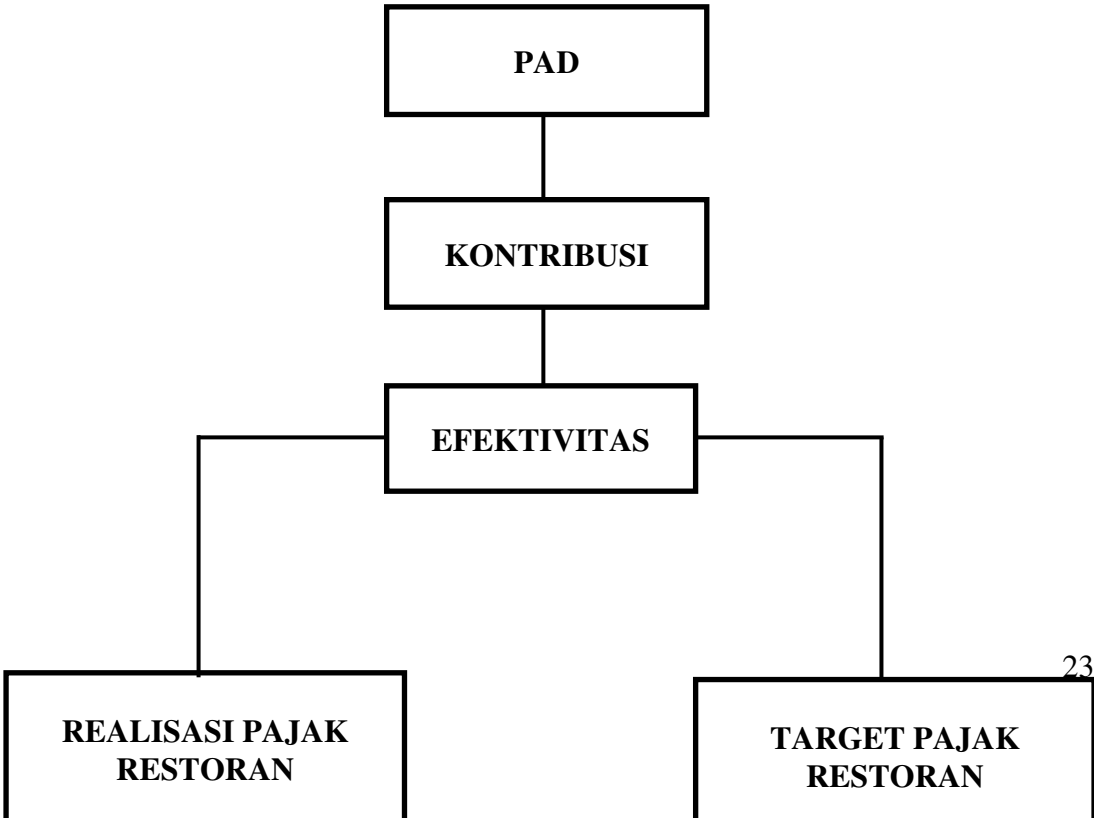 PAD
KONTRIBUSI
EFEKTIVITAS
23
REALISASI PAJAK
RESTORAN
TARGET PAJAK
RESTORAN